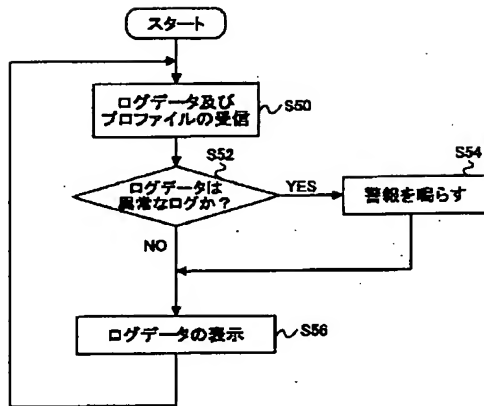 スタート
ログデータ及び
プロファイルの受信
S50
S52
ログデータは
異常なログか？
YES
S54
警報を鳴らす
NO
ログデータの表示
S56